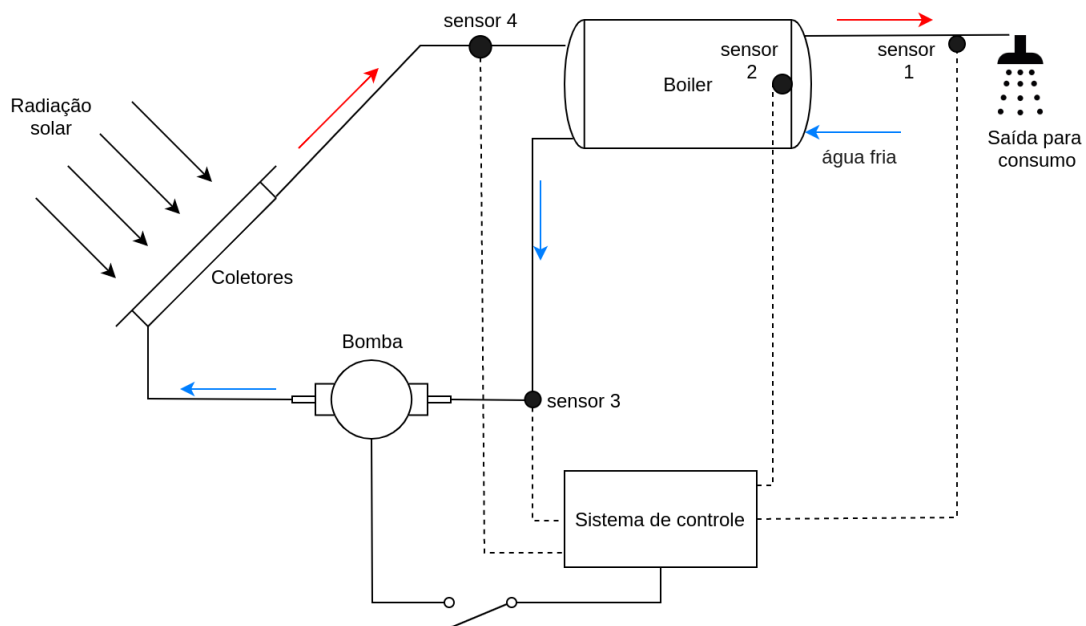 sensor 4
sensor
2
sensor
1
Boiler
Radiação
solar
Saída para
consumo
água fria
Coletores
Bomba
sensor 3
Sistema de controle